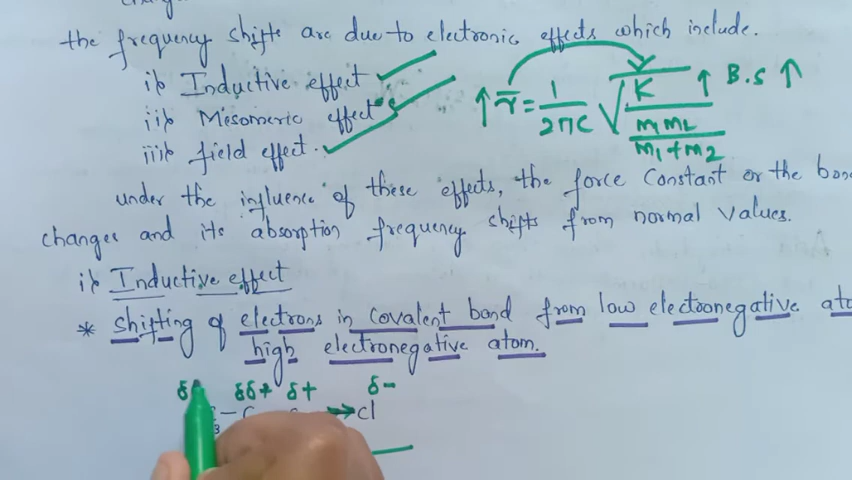 the frequency shifts are due to electronic effects which include.
i) Inductive effect
ii) Mesomeric effect
iii) field effect.
↑ ν̅ = 1/2πC √(K/(m1 m2/m1+m2)) ↑ B.S ↑
under the influence of these effects, the force Constant or the bond
changes and its absorption frequency shifts from normal values.
i) Inductive effect
* Shifting of electrons in covalent bond from low electronegative
high electronegative atom.
δδ+ δ+ δ-
→ cl